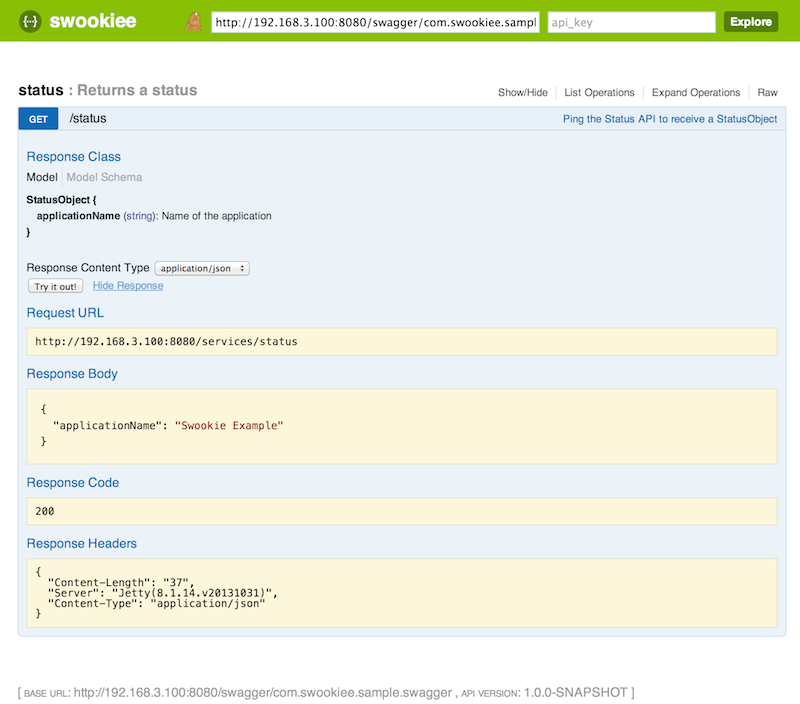 {···} swookiee http://192.168.3.100:8080/swagger/com.swookiee.sampl api_key Explore
status : Returns a status Show/Hide List Operations Expand Operations Raw
GET /status Ping the Status API to receive a StatusObject
Response Class
Model Model Schema
StatusObject {
applicationName (string): Name of the application
}
Response Content Type application/json
Try it out! Hide Response
Request URL
http://192.168.3.100:8080/services/status
Response Body
{
"applicationName": "Swookie Example"
}
Response Code
200
Response Headers
{
"Content-Length": "37",
"Server": "Jetty(8.1.14.v20131031)",
"Content-Type": "application/json"
}
[ BASE URL: http://192.168.3.100:8080/swagger/com.swookiee.sample.swagger , API VERSION: 1.0.0-SNAPSHOT ]